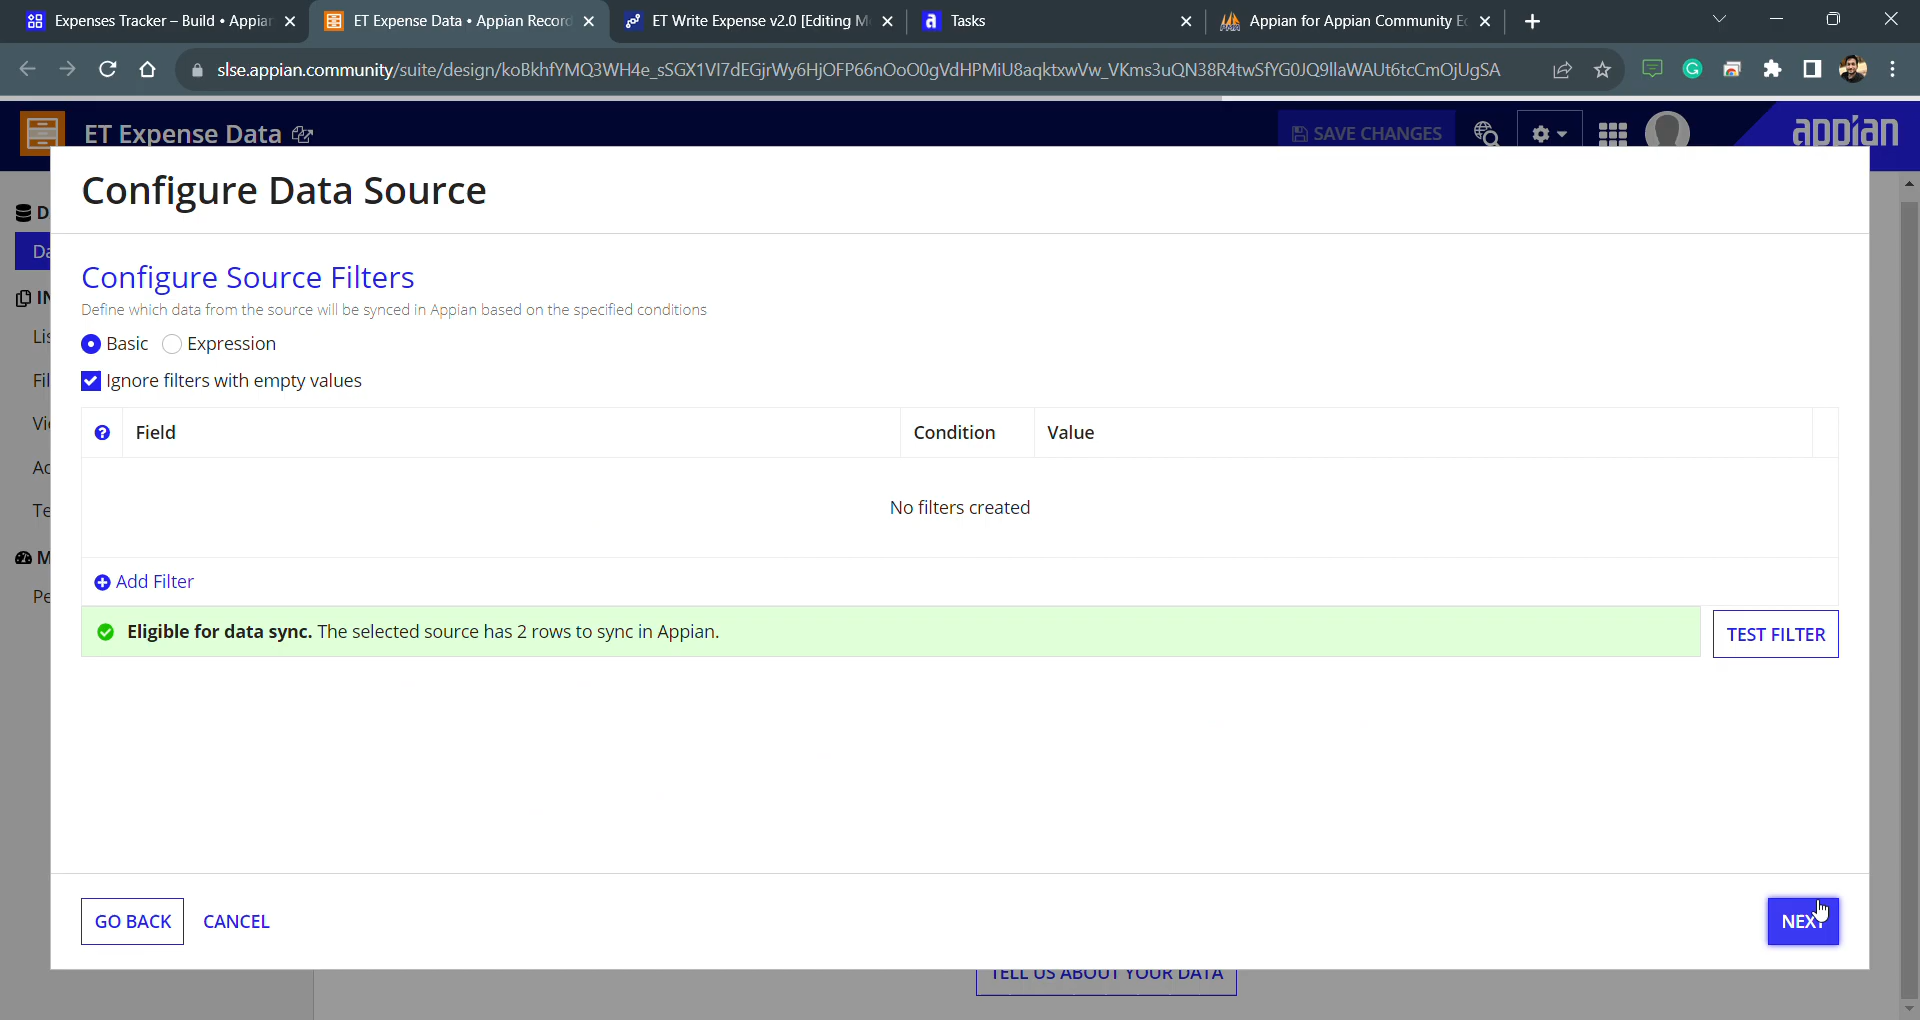 Expenses Tracker – Build • Appian
ET Expense Data • Appian Record
ET Write Expense v2.0 [Editing M
Tasks
Appian for Appian Community E
slse.appian.community/suite/design/koBkhfYMQ3WH4e_sSGX1VI7dEGjrWy6HjOFP66nOoO0gVdHPMiU8aqktxwVw_VKms3uQN38R4twSfYG0JQ9IlaWAUt6tcCmOjUgSA
ET Expense Data
SAVE CHANGES
appian
Configure Data Source
Configure Source Filters
Define which data from the source will be synced in Appian based on the specified conditions
Basic Expression
Ignore filters with empty values
Field Condition Value
No filters created
Add Filter
Eligible for data sync. The selected source has 2 rows to sync in Appian.
TEST FILTER
GO BACK CANCEL NEXT
TELL US ABOUT YOUR DATA